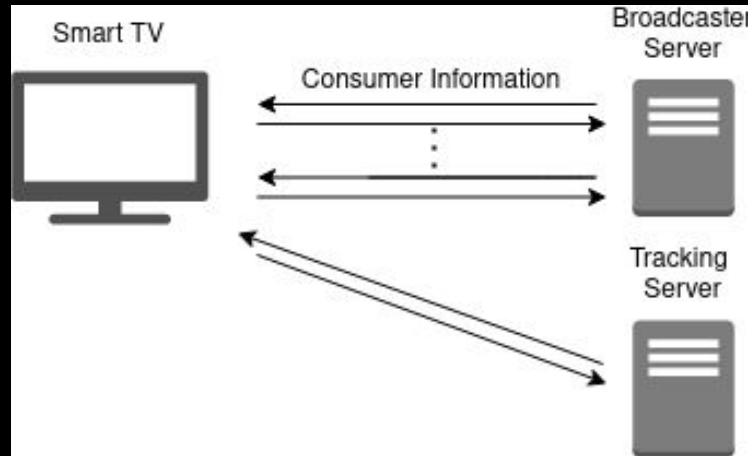 Smart TV
Broadcaster
Server
Consumer Information
Tracking
Server